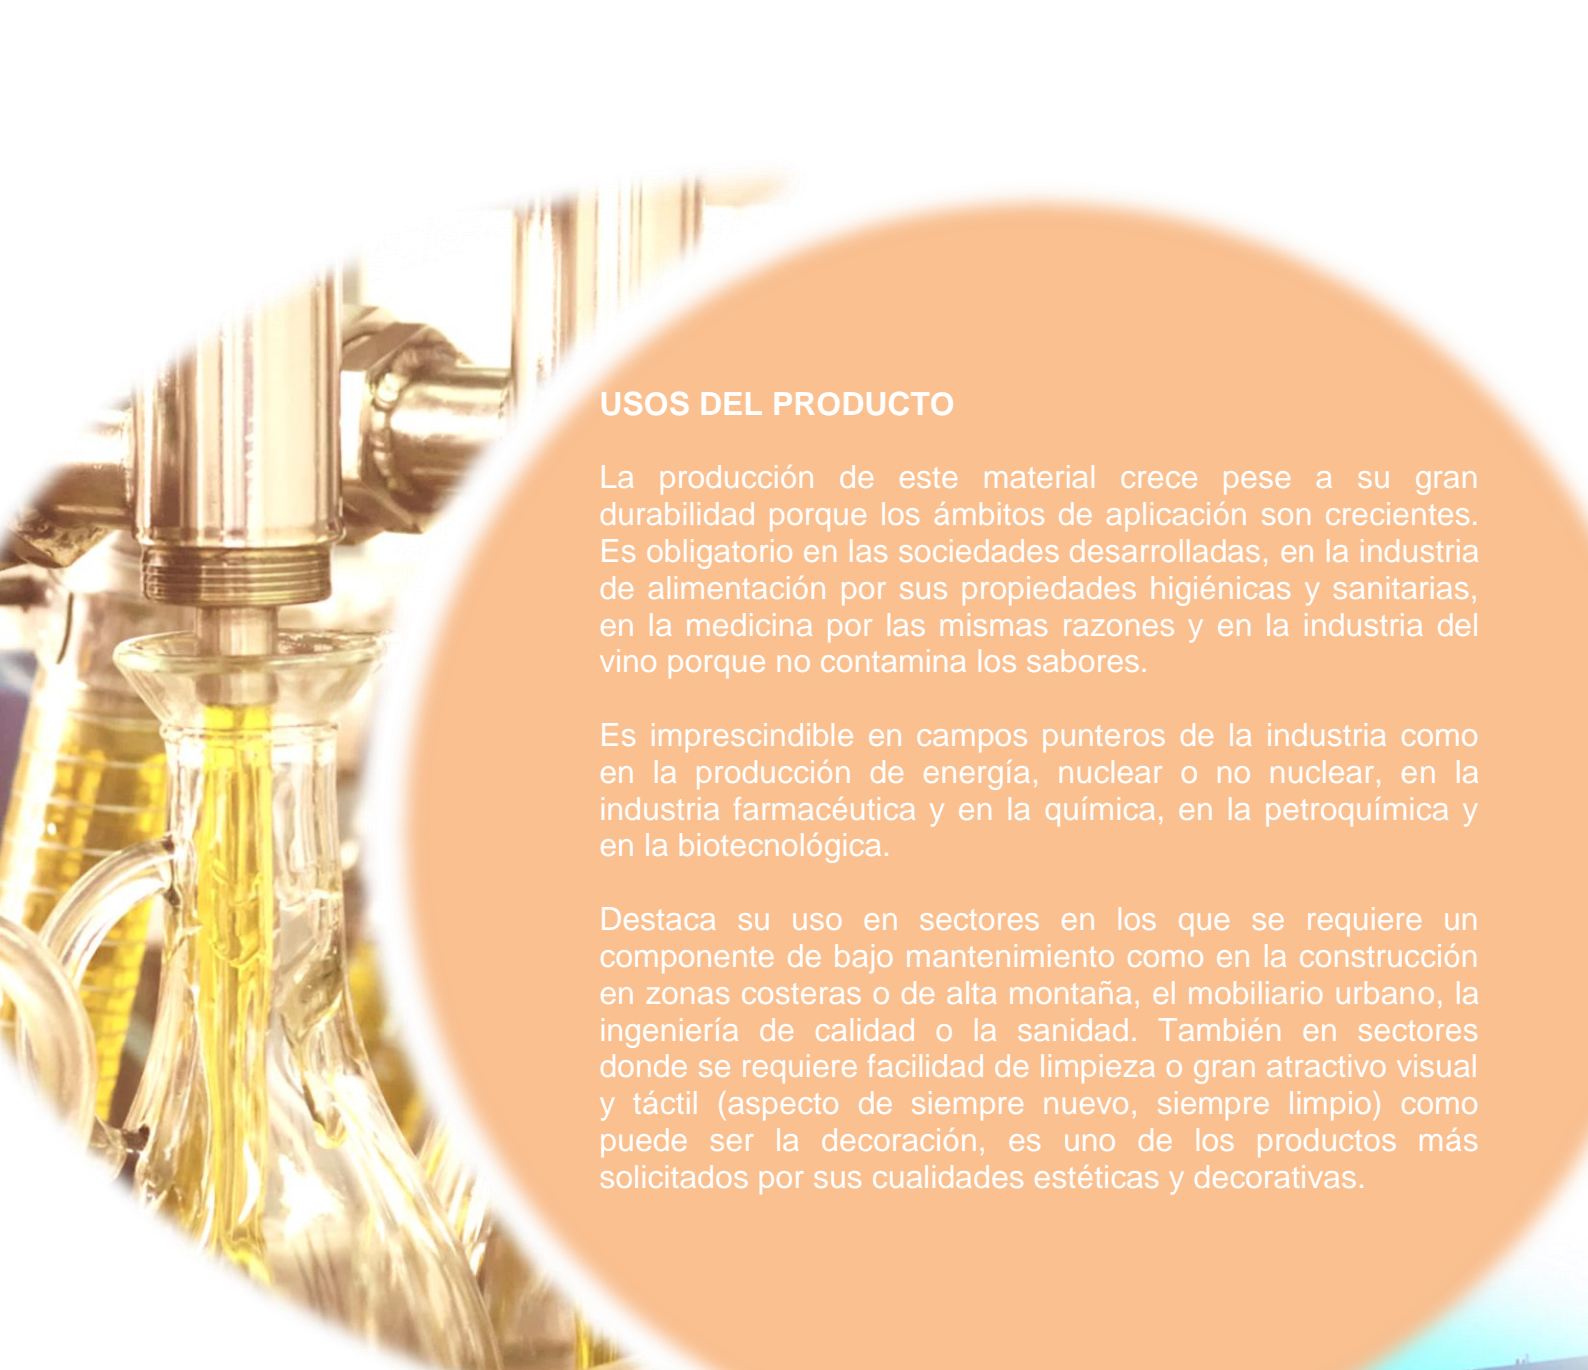 USOS DEL PRODUCTO
La producción de este material crece pese a su gran
durabilidad porque los ámbitos de aplicación son crecientes.
Es obligatorio en las sociedades desarrolladas, en la industria
de alimentación por sus propiedades higiénicas y sanitarias,
en la medicina por las mismas razones y en la industria del
vino porque no contamina los sabores.
Es imprescindible en campos punteros de la industria como
en la producción de energía, nuclear o no nuclear, en la
industria farmacéutica y en la química, en la petroquímica y
en la biotecnológica.
Destaca su uso en sectores en los que se requiere un
componente de bajo mantenimiento como en la construcción
en zonas costeras o de alta montaña, el mobiliario urbano, la
ingeniería de calidad o la sanidad. También en sectores
donde se requiere facilidad de limpieza o gran atractivo visual
y táctil (aspecto de siempre nuevo, siempre limpio) como
puede ser la decoración, es uno de los productos más
solicitados por sus cualidades estéticas y decorativas.